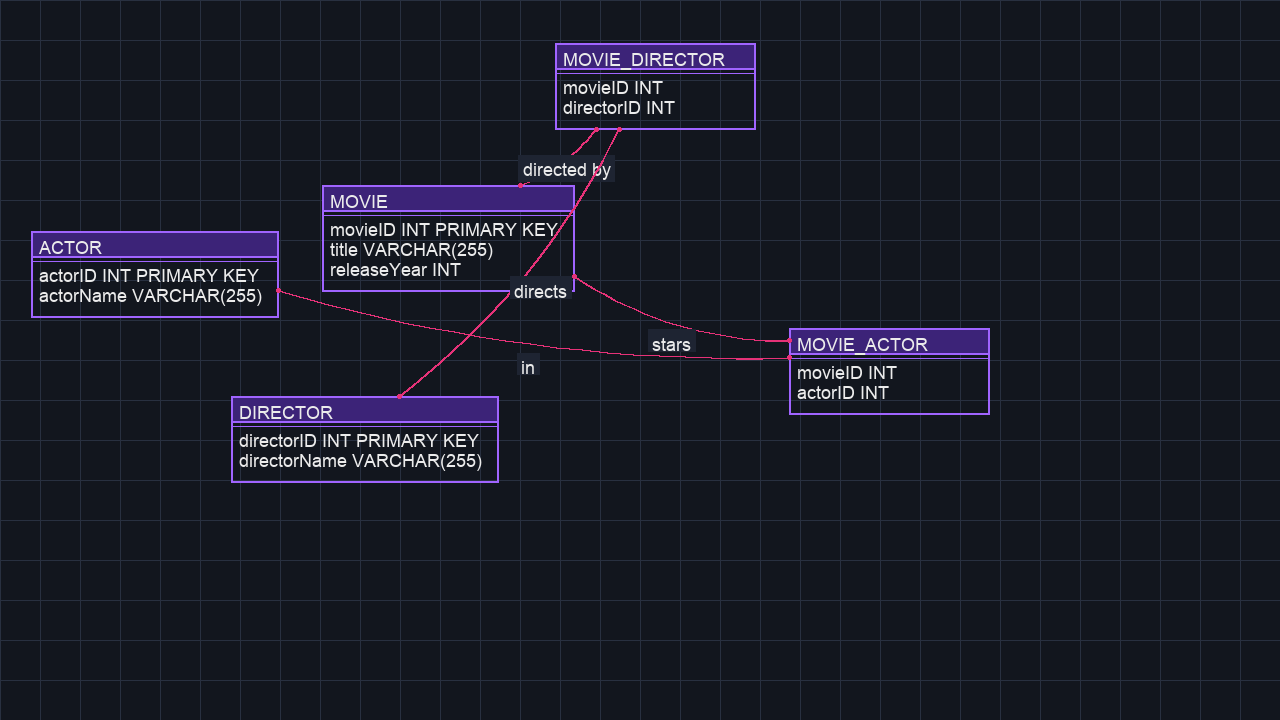 MOVIE_DIRECTOR
movieID INT
directorID INT
directed by
MOVIE
movieID INT PRIMARY KEY
title VARCHAR(255)
releaseYear INT
ACTOR
actorID INT PRIMARY KEY
actorName VARCHAR(255)
directs
stars
in
MOVIE_ACTOR
movieID INT
actorID INT
DIRECTOR
directorID INT PRIMARY KEY
directorName VARCHAR(255)